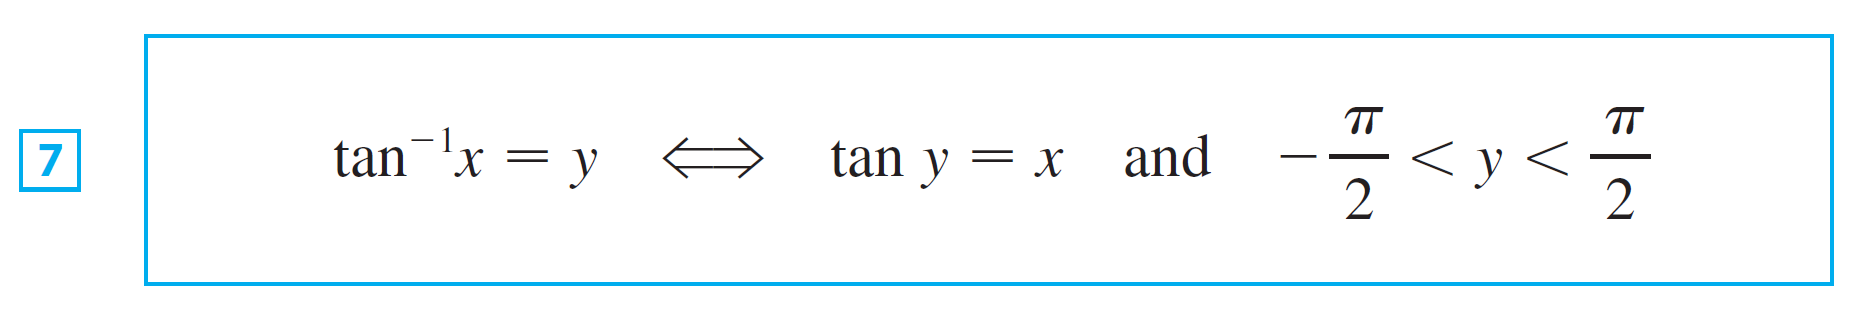 7 tan⁻¹x = y ⟺ tan y = x and −π/2 < y < π/2